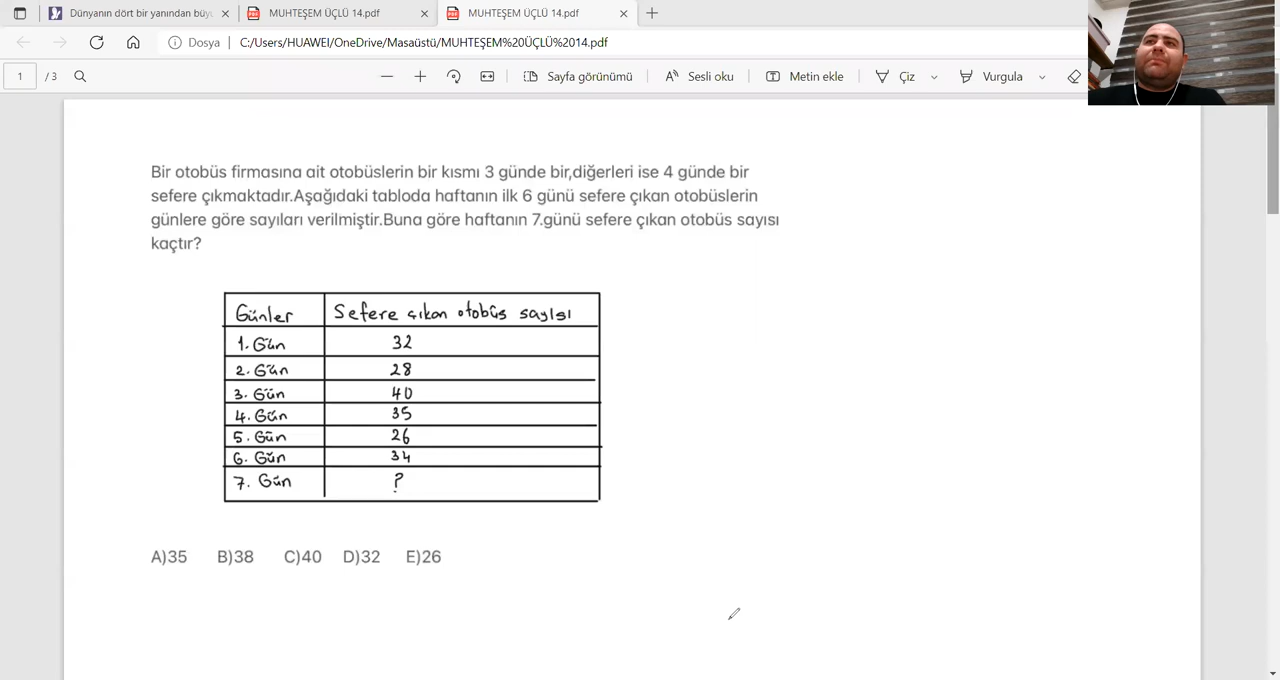 Dünyanın dört bir yanından büyü
MUHTEŞEM ÜÇLÜ 14.pdf
MUHTEŞEM ÜÇLÜ 14.pdf
Dosya
C:/Users/HUAWEI/OneDrive/Masaüstü/MUHTEŞEM%20ÜÇLÜ%2014.pdf
1 / 3
Sayfa görünümü
Sesli oku
Metin ekle
Çiz
Vurgula
Bir otobüs firmasına ait otobüslerin bir kısmı 3 günde bir,diğerleri ise 4 günde bir
sefere çıkmaktadır.Aşağıdaki tabloda haftanın ilk 6 günü sefere çıkan otobüslerin
günlere göre sayıları verilmiştir.Buna göre haftanın 7.günü sefere çıkan otobüs sayısı
kaçtır?
Günler Sefere çıkan otobüs sayısı
1. Gün 32
2. Gün 28
3. Gün 40
4. Gün 35
5. Gün 26
6. Gün 34
7. Gün ?
A)35 B)38 C)40 D)32 E)26